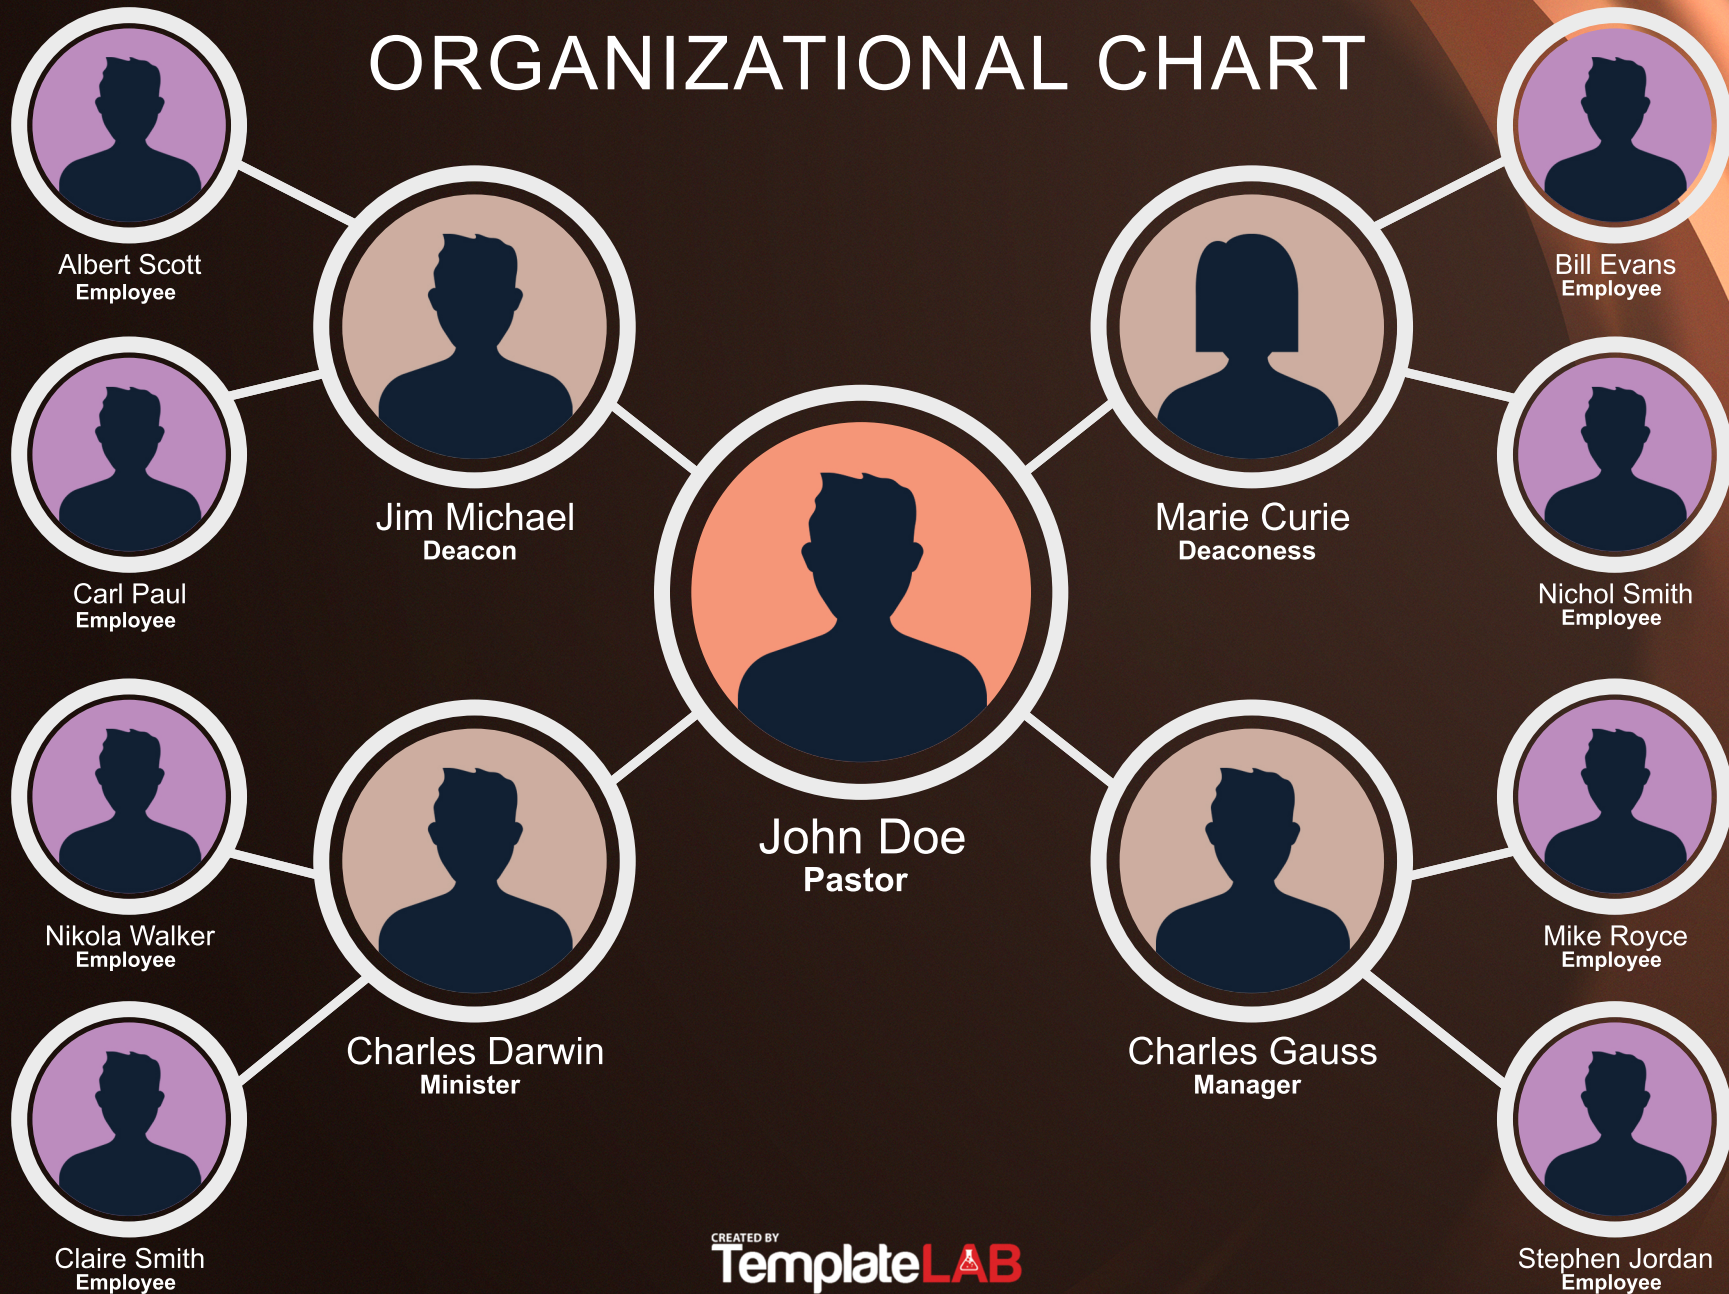 ORGANIZATIONAL CHART
Albert Scott
Employee
Bill Evans
Employee
Jim Michael
Deacon
Marie Curie
Deaconess
Carl Paul
Employee
Nichol Smith
Employee
John Doe
Pastor
Nikola Walker
Employee
Mike Royce
Employee
Charles Darwin
Minister
Charles Gauss
Manager
Claire Smith
Employee
Stephen Jordan
Employee
CREATED BY
TemplateLAB